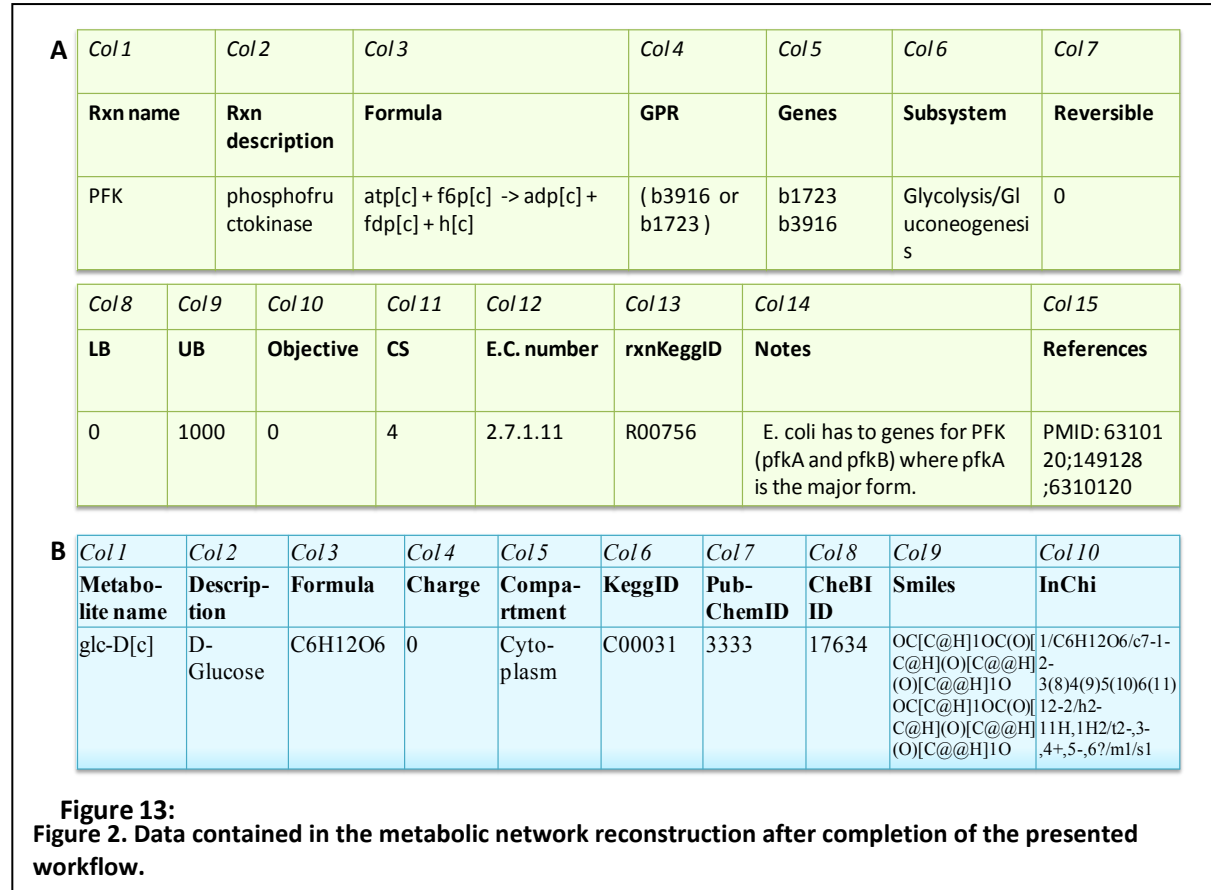 A
Col 1 Col 2 Col 3 Col 4 Col 5 Col 6 Col 7
Rxn name Rxn Formula GPR Genes Subsystem Reversible
description
PFK phosphofru atp[c] + f6p[c] -> adp[c] + ( b3916 or b1723 Glycolysis/Gl 0
ctokinase fdp[c] + h[c] b1723 ) b3916 uconeogenesi
s
Col 8 Col 9 Col 10 Col 11 Col 12 Col 13 Col 14 Col 15
LB UB Objective CS E.C. number rxnKeggID Notes References
0 1000 0 4 2.7.1.11 R00756 E. coli has to genes for PFK PMID: 63101
(pfkA and pfkB) where pfkA 20;149128
is the major form. ;6310120
B
Col 1 Col 2 Col 3 Col 4 Col 5 Col 6 Col 7 Col 8 Col 9 Col 10
Metabo- Descrip- Formula Charge Compa- KeggID Pub- CheBI Smiles InChi
lite name tion rtment ChemID ID
glc-D[c] D- C6H12O6 0 Cyto- C00031 3333 17634 OC[C@H]1OC(O)[ 1/C6H12O6/c7-1-
Glucose plasm C@H](O)[C@@H] 2-
(O)[C@@H]1O 3(8)4(9)5(10)6(11)
OC[C@H]1OC(O)[ 12-2/h2-
C@H](O)[C@@H] 11H,1H2/t2-,3-
(O)[C@@H]1O ,4+,5-,6?/m1/s1
Figure 13:
Figure 2. Data contained in the metabolic network reconstruction after completion of the presented
workflow.